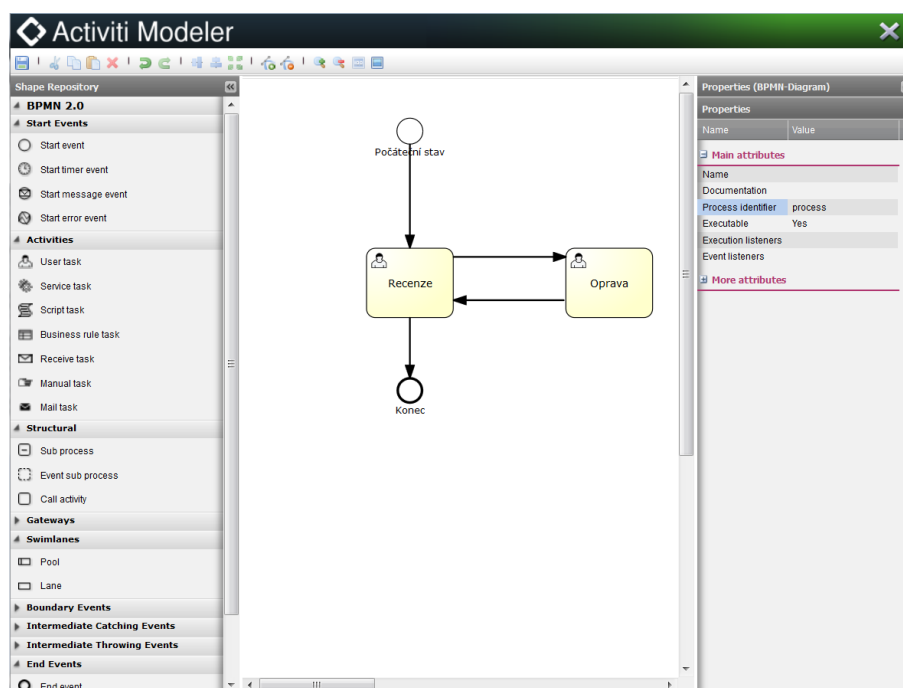 Activiti Modeler
Shape Repository
BPMN 2.0
Start Events
Start event
Start timer event
Start message event
Start error event
Activities
User task
Service task
Script task
Business rule task
Receive task
Manual task
Mail task
Structural
Sub process
Event sub process
Call activity
Gateways
Swimlanes
Pool
Lane
Boundary Events
Intermediate Catching Events
Intermediate Throwing Events
End Events
End event
Počáteční stav
Recenze
Oprava
Konec
Properties (BPMN-Diagram)
Properties
Name Value
Main attributes
Name
Documentation
Process identifier process
Executable Yes
Execution listeners
Event listeners
More attributes